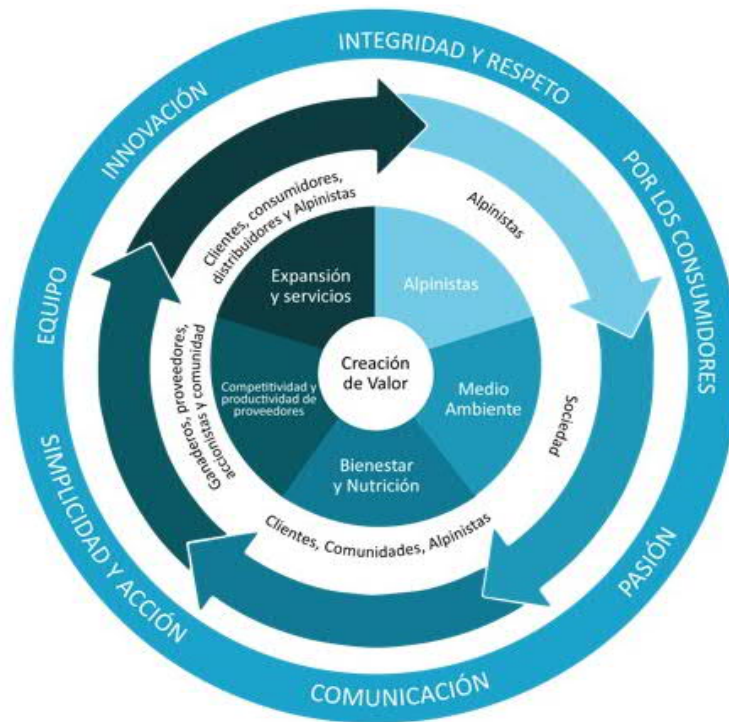 INTEGRIDAD Y RESPETO
POR LOS CONSUMIDORES
PASIÓN
COMUNICACIÓN
SIMPLICIDAD Y ACCIÓN
EQUIPO
INNOVACIÓN
Alpinistas
Sociedad
Clientes, Comunidades, Alpinistas
Ganaderos, proveedores,
accionistas y comunidad
Clientes, consumidores,
distribuidores y Alpinistas
Alpinistas
Medio
Ambiente
Bienestar
y Nutrición
Competitividad y
productividad de
proveedores
Expansión
y servicios
Creación
de Valor